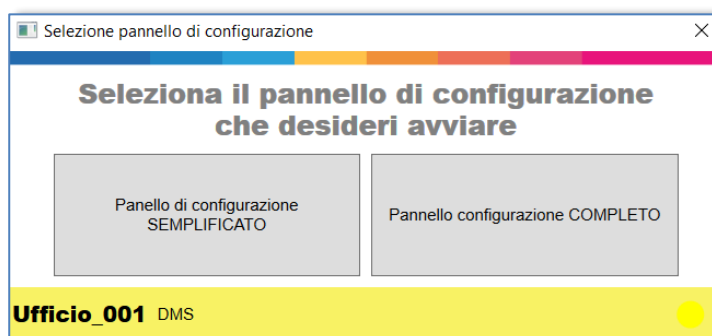 Selezione pannello di configurazione
Seleziona il pannello di configurazione
che desideri avviare
Panello di configurazione
SEMPLIFICATO
Pannello configurazione COMPLETO
Ufficio_001 DMS